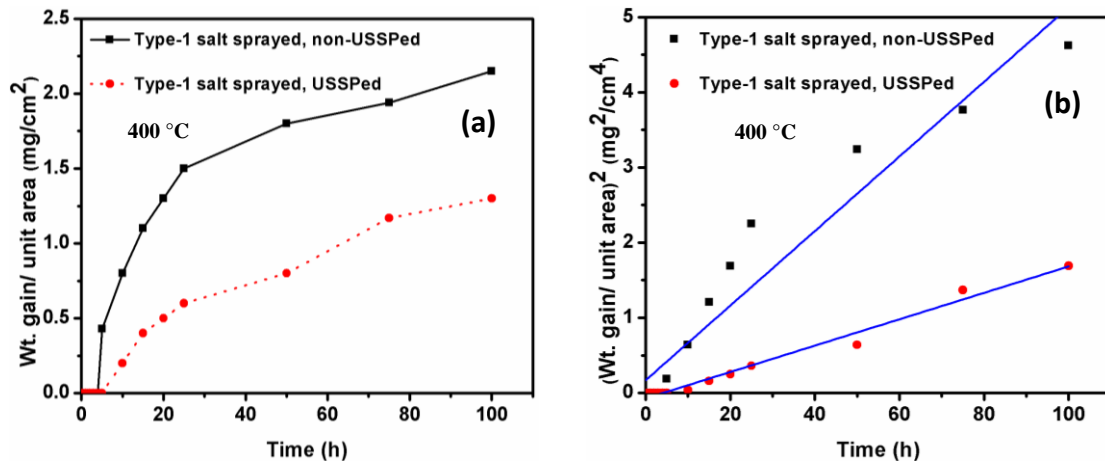 2.5
2.0
1.5
1.0
0.5
0.0
Wt. gain/ unit area (mg/cm²)
Type-1 salt sprayed, non-USSPed
Type-1 salt sprayed, USSPed
400 °C
(a)
0 20 40 60 80 100
Time (h)
5
4
3
2
1
0
(Wt. gain/ unit area)² (mg²/cm⁴)
Type-1 salt sprayed, non-USSPed
Type-1 salt sprayed, USSPed
400 °C
(b)
0 20 40 60 80 100
Time (h)